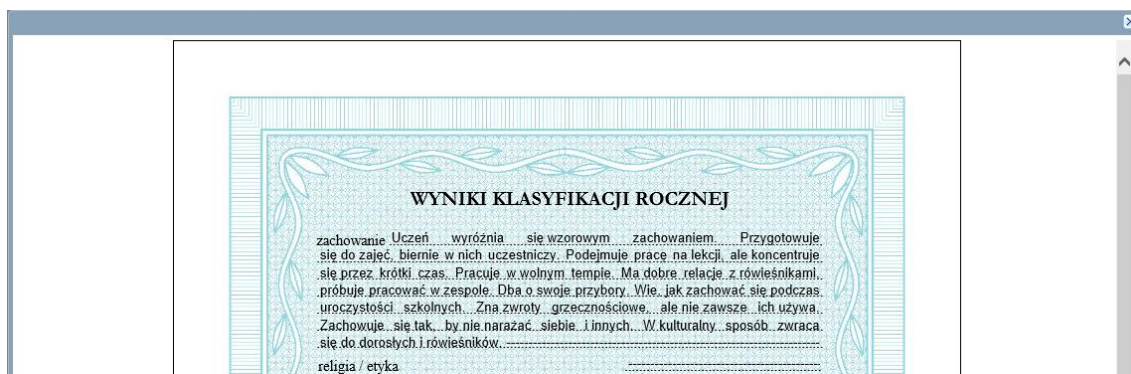 WYNIKI KLASYFIKACJI ROCZNEJ
zachowanie Uczeń wyróżnia się wzorowym zachowaniem. Przygotowuje
się do zajęć, biernie w nich uczestniczy. Podejmuje pracę na lekcji, ale koncentruje
się przez krótki czas. Pracuje w wolnym tempie. Ma dobre relacje z rówieśnikami,
próbuje pracować w zespole. Dba o swoje przybory. Wie, jak zachować się podczas
uroczystości szkolnych. Zna zwroty grzecznościowe, ale nie zawsze ich używa.
Zachowuje się tak, by nie narażać siebie i innych. W kulturalny sposób zwraca
się do dorosłych i rówieśników.
religia / etyka